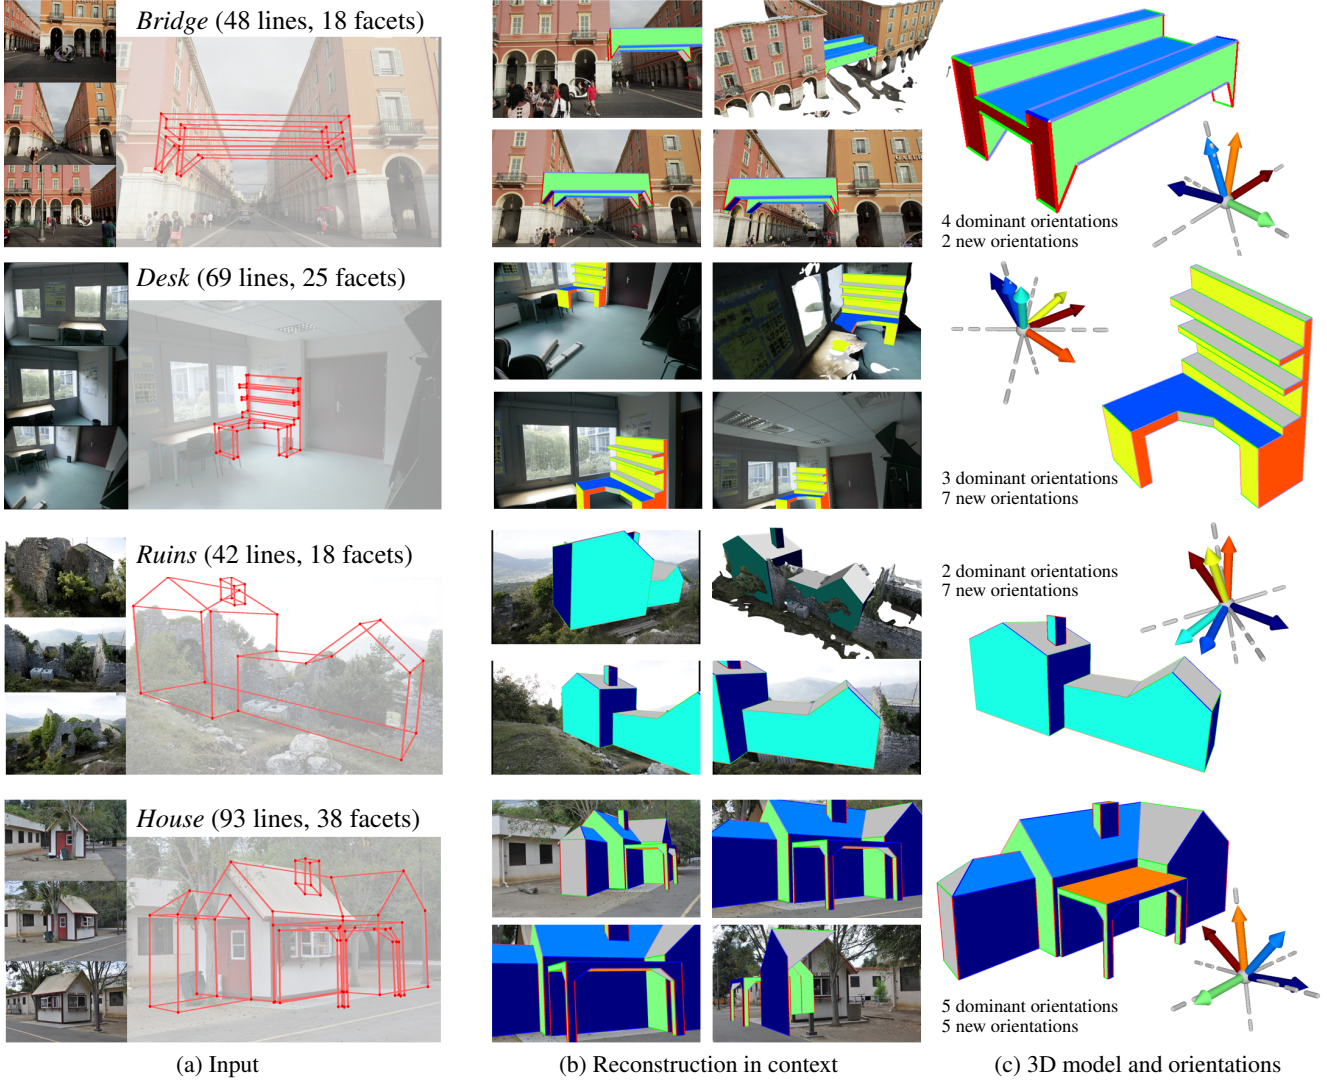 Bridge (48 lines, 18 facets)
4 dominant orientations
2 new orientations
Desk (69 lines, 25 facets)
3 dominant orientations
7 new orientations
Ruins (42 lines, 18 facets)
2 dominant orientations
7 new orientations
House (93 lines, 38 facets)
5 dominant orientations
5 new orientations
(a) Input
(b) Reconstruction in context
(c) 3D model and orientations